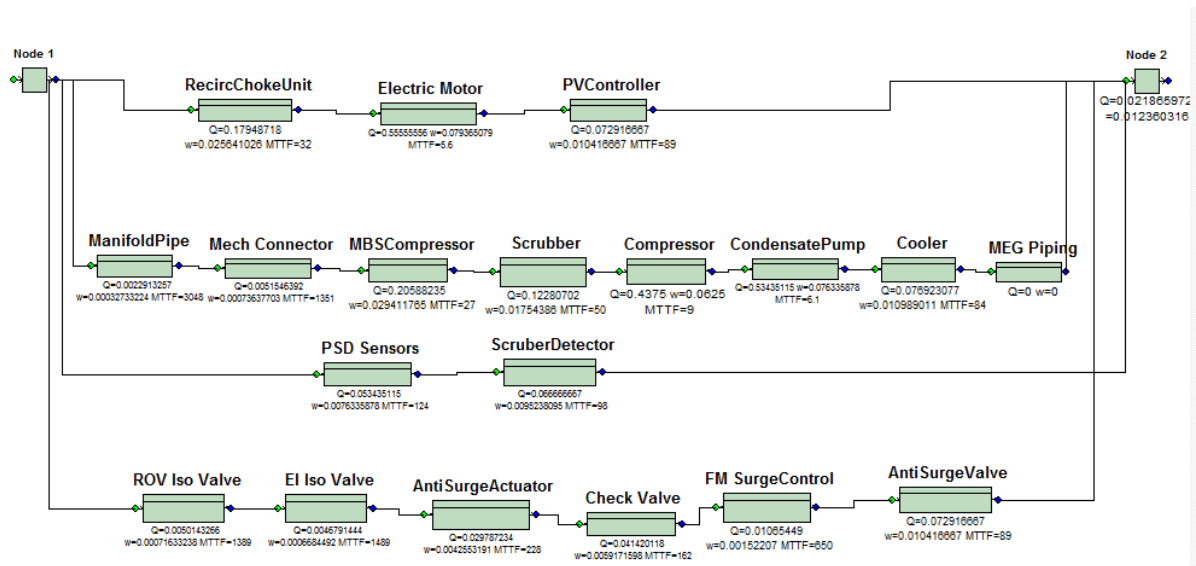 Node 1
Node 2
Q=0.021865972
=0.012360316
RecircChokeUnit
Q=0.17948718
w=0.025641026 MTTF=32
Electric Motor
Q=0.55555556 w=0.079365079
MTTF=5.6
PVController
Q=0.072916667
w=0.010416667 MTTF=89
ManifoldPipe
Q=0.0022913257
w=0.00032733224 MTTF=3048
Mech Connector
Q=0.0051546392
w=0.00073637703 MTTF=1351
MBSCompressor
Q=0.20588235
w=0.029411765 MTTF=27
Scrubber
Q=0.12280702
w=0.01754386 MTTF=50
Compressor
Q=0.4375 w=0.0625
MTTF=9
CondensatePump
Q=0.53435115 w=0.076335878
MTTF=6.1
Cooler
Q=0.076923077
w=0.010989011 MTTF=84
MEG Piping
Q=0 w=0
PSD Sensors
Q=0.053435115
w=0.0076335878 MTTF=124
ScruberDetector
Q=0.066666667
w=0.0095238095 MTTF=98
ROV Iso Valve
Q=0.0050143266
w=0.00071633238 MTTF=1389
EI Iso Valve
Q=0.0046791444
w=0.0006684492 MTTF=1489
AntiSurgeActuator
Q=0.029787234
w=0.0042553191 MTTF=228
Check Valve
Q=0.041420118
w=0.0059171598 MTTF=162
FM SurgeControl
Q=0.01065449
w=0.00152207 MTTF=650
AntiSurgeValve
Q=0.072916667
w=0.010416667 MTTF=89